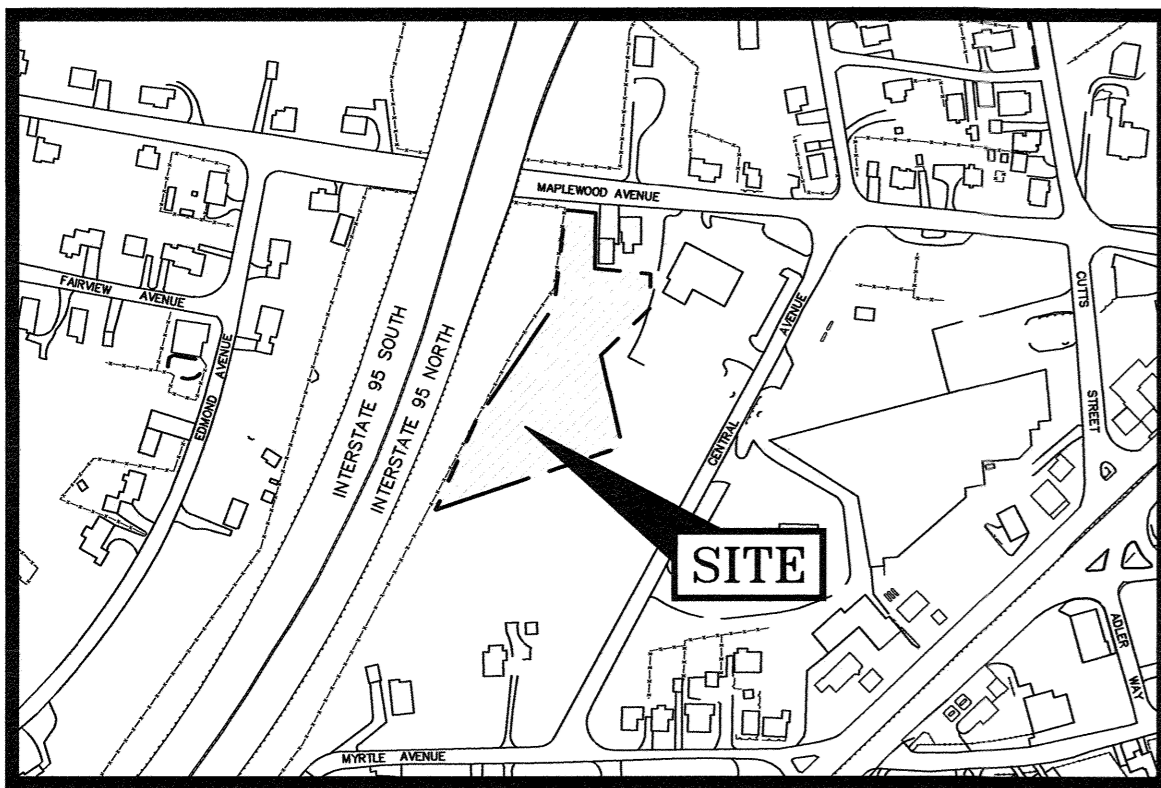 MAPLEWOOD AVENUE
FAIRVIEW AVENUE
EDMOND AVENUE
INTERSTATE 95 SOUTH
INTERSTATE 95 NORTH
CENTRAL AVENUE
CUTTS STREET
SITE
ADLER WAY
MYRTLE AVENUE